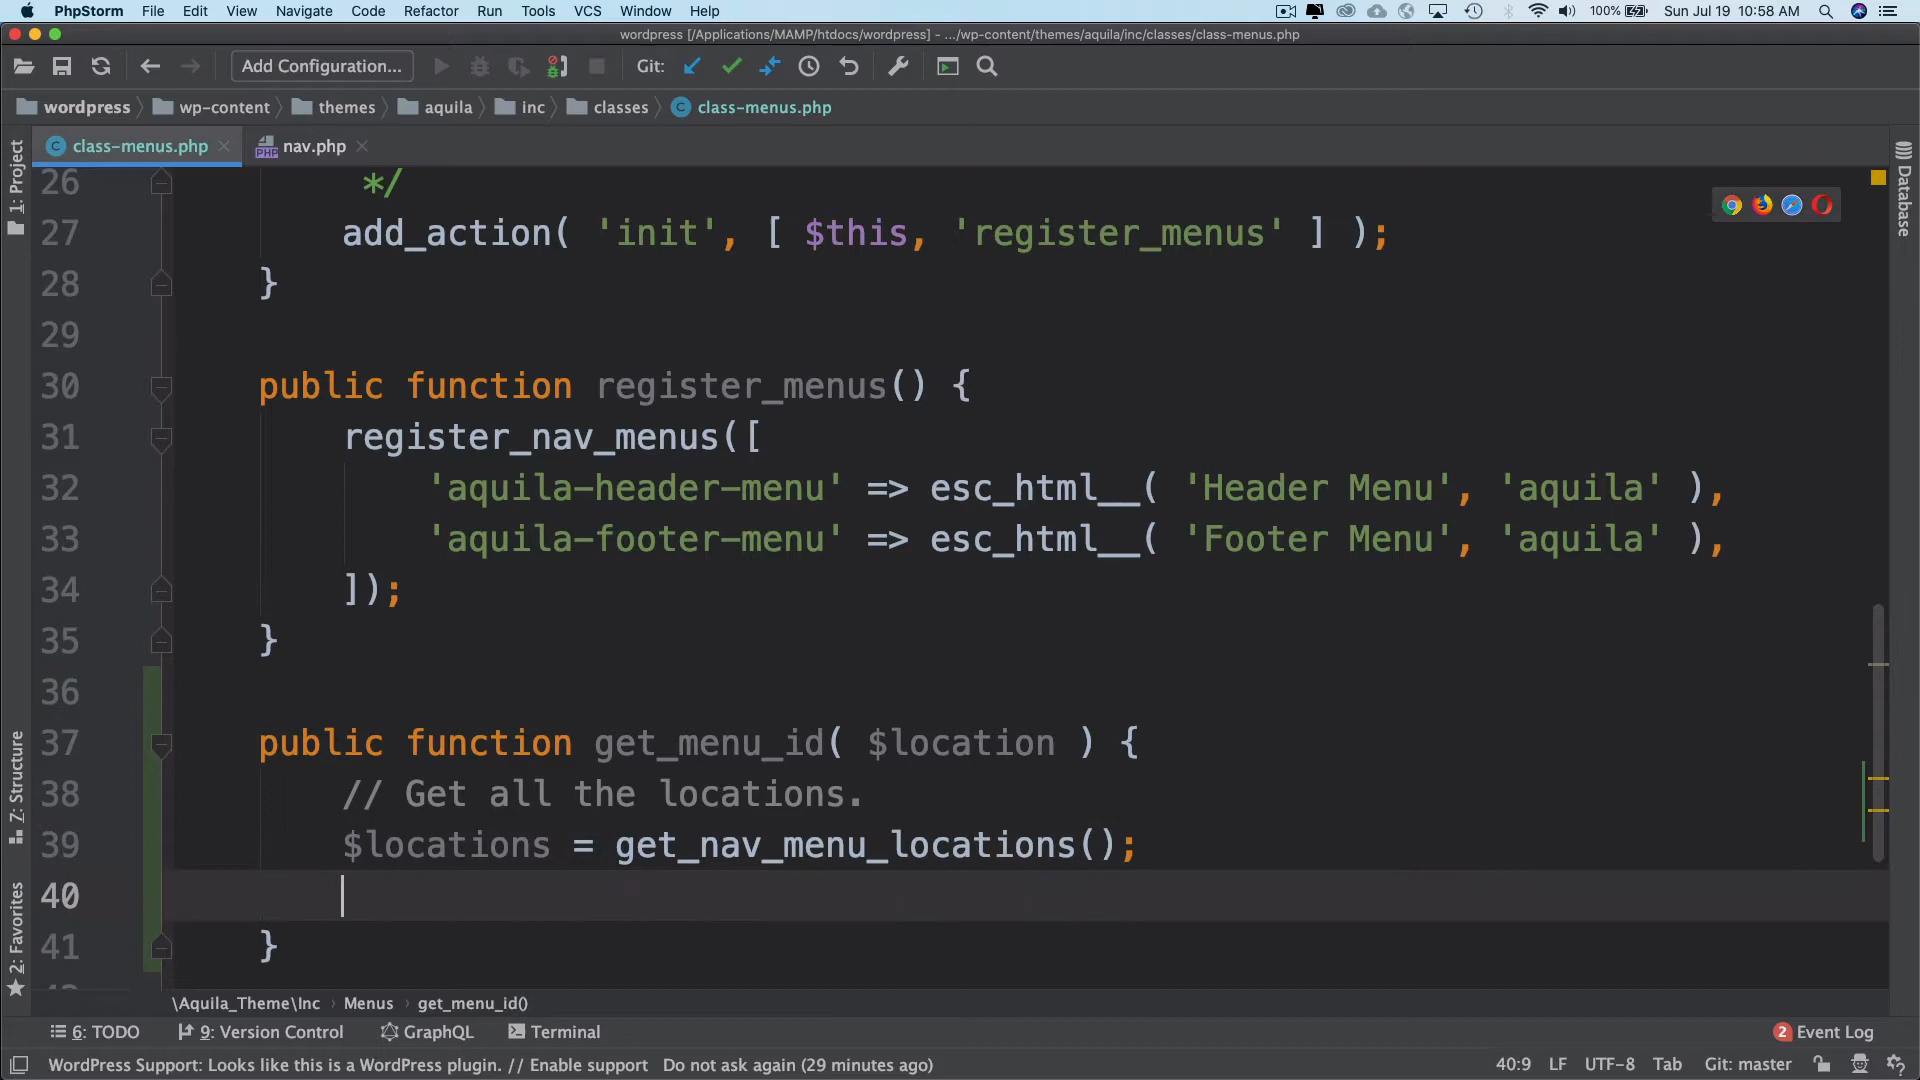 PhpStorm File Edit View Navigate Code Refactor Run Tools VCS Window Help 100% Sun Jul 19 10:58 AM
wordpress [/Applications/MAMP/htdocs/wordpress] - .../wp-content/themes/aquila/inc/classes/class-menus.php
Add Configuration... Git:
wordpress wp-content themes aquila inc classes class-menus.php
class-menus.php nav.php
1: Project
Database
26 */
27 add_action( 'init', [ $this, 'register_menus' ] );
28 }
29
30 public function register_menus() {
31 register_nav_menus([
32 'aquila-header-menu' => esc_html__( 'Header Menu', 'aquila' ),
33 'aquila-footer-menu' => esc_html__( 'Footer Menu', 'aquila' ),
34 ]);
35 }
36
37 public function get_menu_id( $location ) {
38 // Get all the locations.
39 $locations = get_nav_menu_locations();
40
41 }
7: Structure
2: Favorites
\Aquila_Theme\Inc Menus get_menu_id()
6: TODO 9: Version Control GraphQL Terminal 2 Event Log
WordPress Support: Looks like this is a WordPress plugin. // Enable support Do not ask again (29 minutes ago) 40:9 LF UTF-8 Tab Git: master